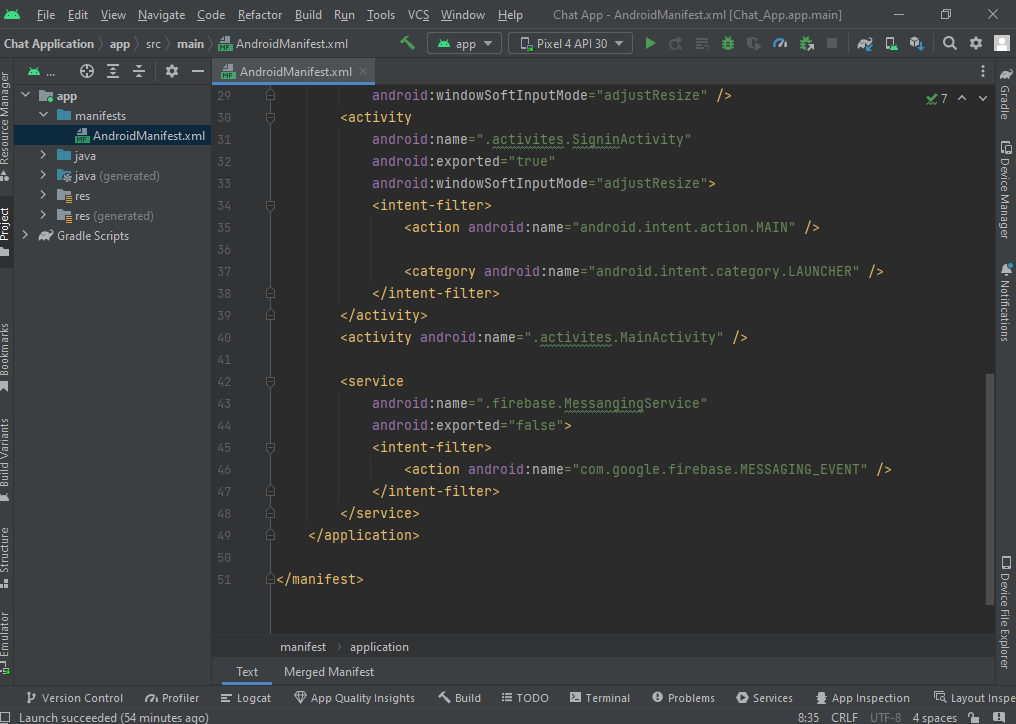 File Edit View Navigate Code Refactor Build Run Tools VCS Window Help Chat App - AndroidManifest.xml [Chat_App.app.main]
Chat Application app src main AndroidManifest.xml app Pixel 4 API 30
... AndroidManifest.xml
Resource Manager
Project
Bookmarks
Build Variants
Structure
Emulator
app
manifests
AndroidManifest.xml
java
java (generated)
res
res (generated)
Gradle Scripts
7
29 android:windowSoftInputMode="adjustResize" />
30 <activity
31 android:name=".activites.SigninActivity"
32 android:exported="true"
33 android:windowSoftInputMode="adjustResize">
34 <intent-filter>
35 <action android:name="android.intent.action.MAIN" />
36
37 <category android:name="android.intent.category.LAUNCHER" />
38 </intent-filter>
39 </activity>
40 <activity android:name=".activites.MainActivity" />
41
42 <service
43 android:name=".firebase.MessangingService"
44 android:exported="false">
45 <intent-filter>
46 <action android:name="com.google.firebase.MESSAGING_EVENT" />
47 </intent-filter>
48 </service>
49 </application>
50
51 </manifest>
Gradle
Device Manager
Notifications
Device File Explorer
manifest application
Text Merged Manifest
Version Control Profiler Logcat App Quality Insights Build TODO Terminal Problems Services App Inspection Layout Inspe
Launch succeeded (54 minutes ago) 8:35 CRLF UTF-8 4 spaces